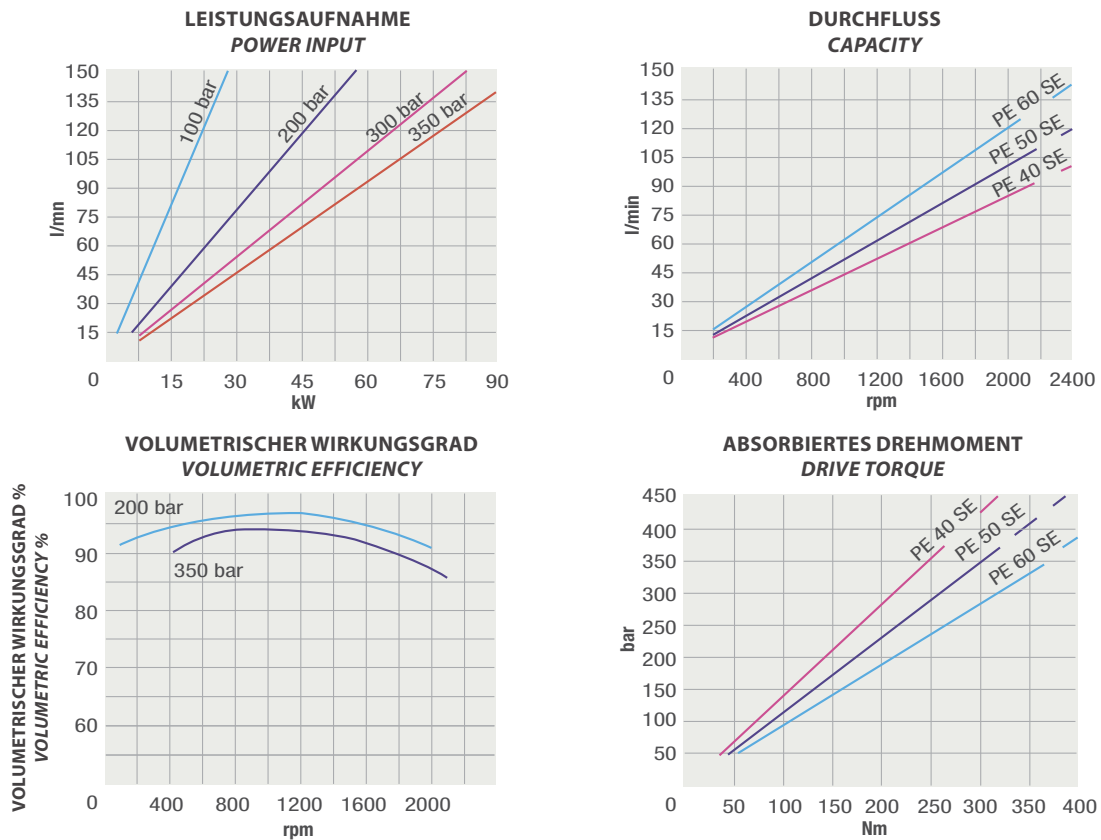 LEISTUNGSAUFNAHME
POWER INPUT
150
135
120
105
90
75
60
45
30
15
0
l/mn
100 bar
200 bar
300 bar
350 bar
15 30 45 60 75 90
kW
DURCHFLUSS
CAPACITY
150
135
120
105
90
75
60
45
30
15
0
l/min
PE 60 SE
PE 50 SE
PE 40 SE
400 800 1200 1600 2000 2400
rpm
VOLUMETRISCHER WIRKUNGSGRAD
VOLUMETRIC EFFICIENCY
VOLUMETRISCHER WIRKUNGSGRAD %
VOLUMETRIC EFFICIENCY %
100
90
80
70
60
0
200 bar
350 bar
400 800 1200 1600 2000
rpm
ABSORBIERTES DREHMOMENT
DRIVE TORQUE
450
400
350
300
250
200
150
100
50
0
bar
PE 40 SE
PE 50 SE
PE 60 SE
50 100 150 200 250 300 350 400
Nm